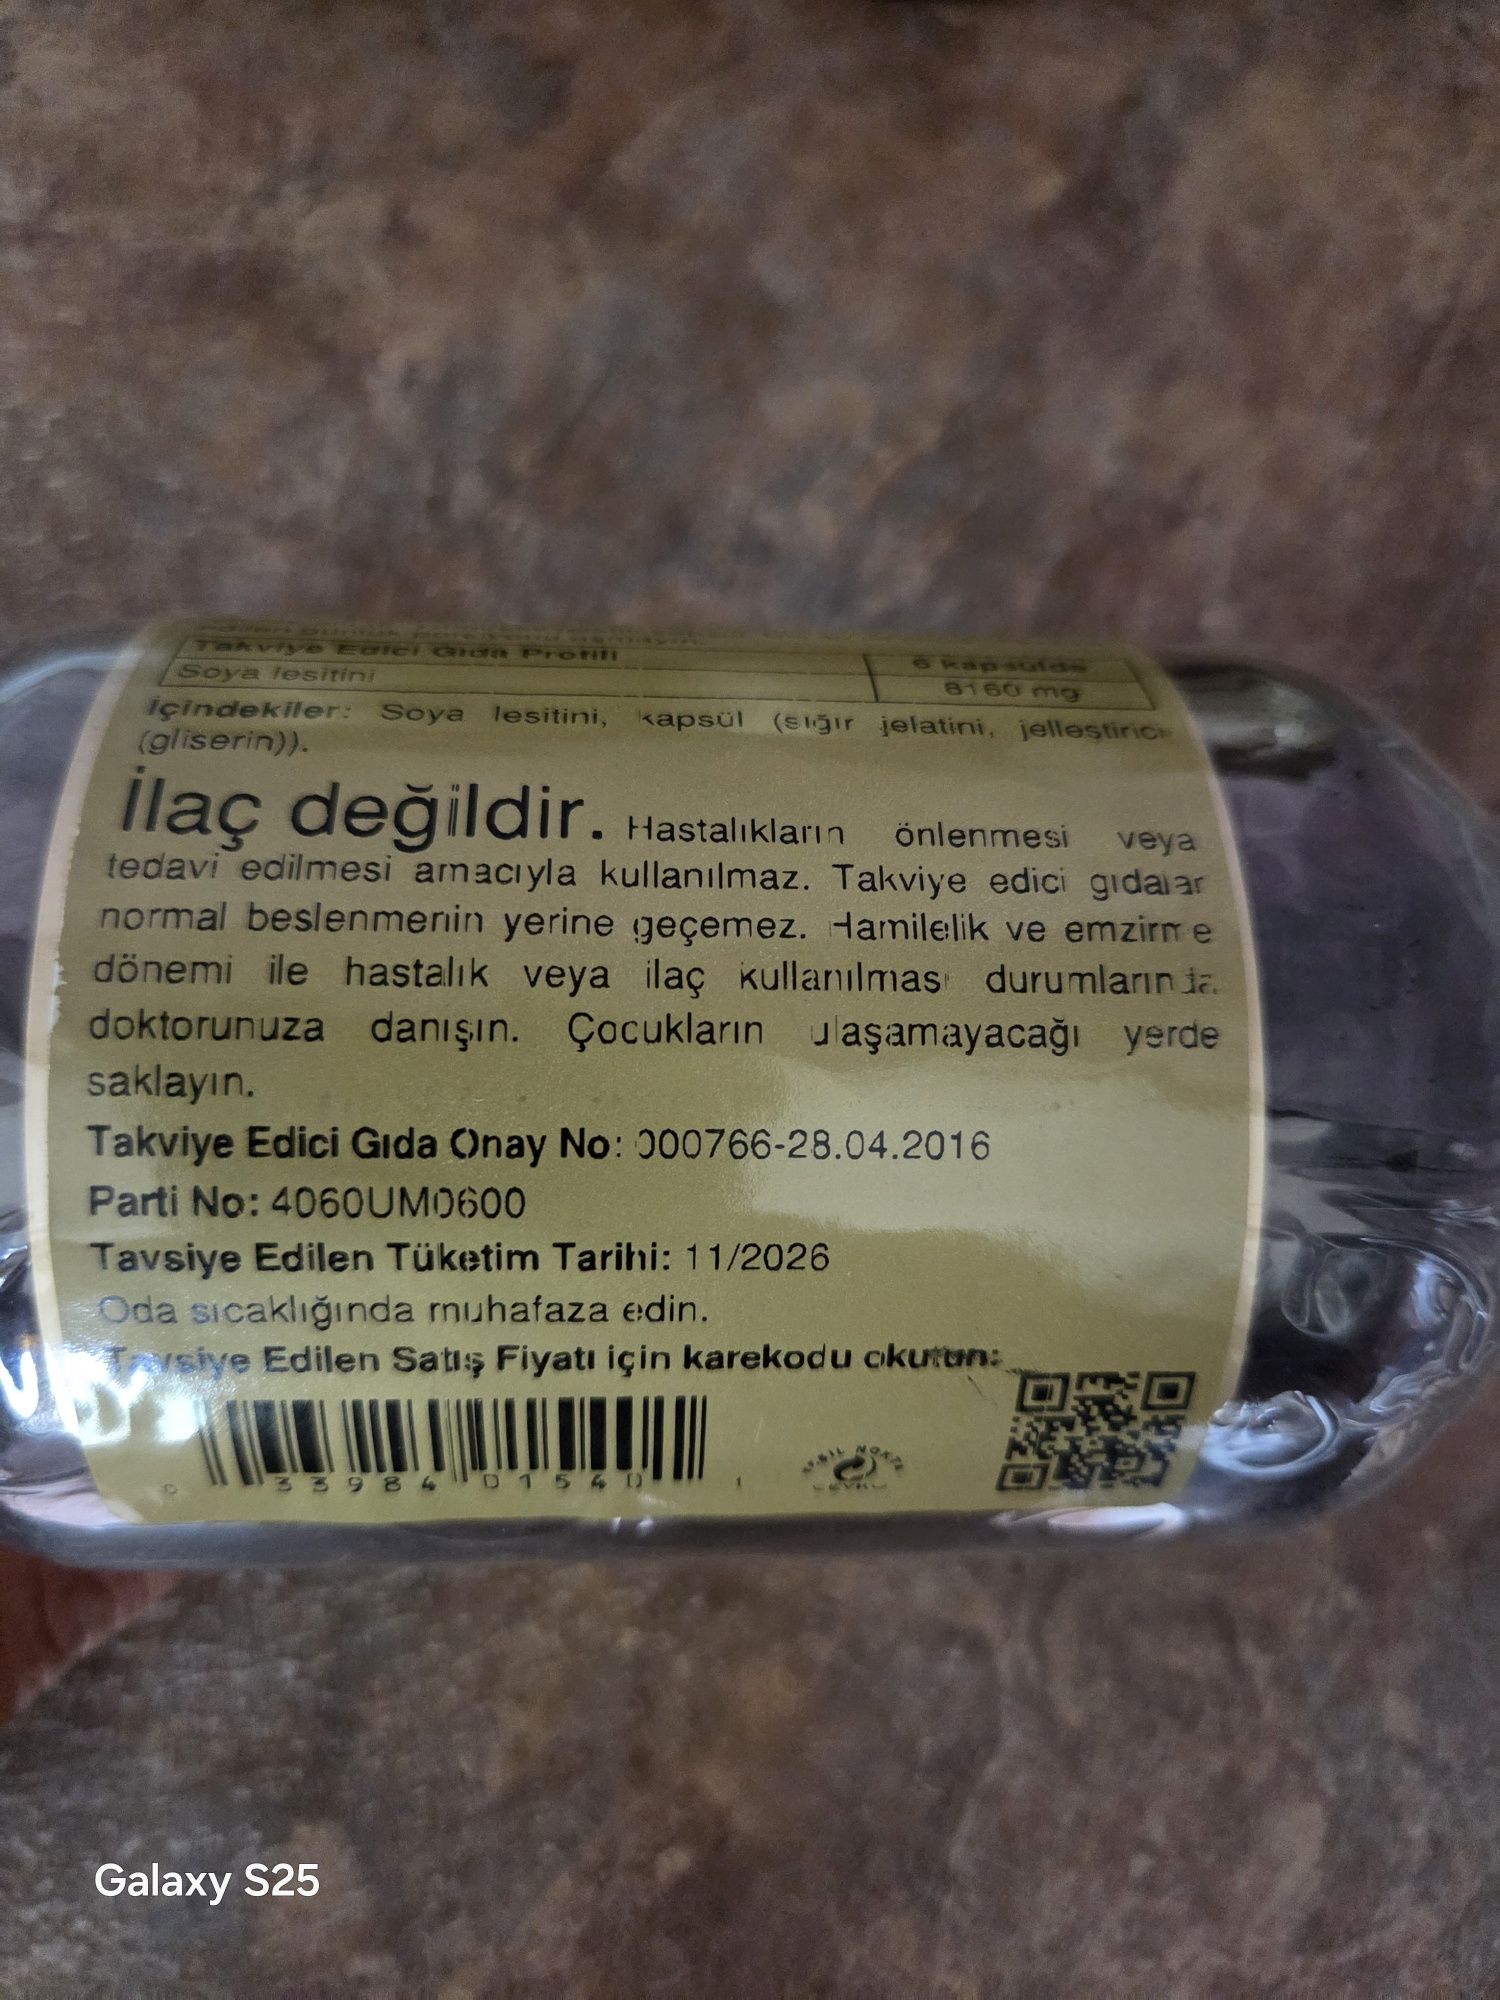 Takviye Edici Gıda Profili 6 kapsülde
Soya lesitini 8160 mg
İçindekiler: Soya lesitini, kapsül (sığır jelatini, jelleştirici
(gliserin)).
İlaç değildir. Hastalıkların önlenmesi veya
tedavi edilmesi amacıyla kullanılmaz. Takviye edici gıdalar
normal beslenmenin yerine geçemez. Hamilelik ve emzirme
dönemi ile hastalık veya ilaç kullanılması durumlarında
doktorunuza danışın. Çocukların ulaşamayacağı yerde
saklayın.
Takviye Edici Gıda Onay No: 000766-28.04.2016
Parti No: 4060UM0600
Tavsiye Edilen Tüketim Tarihi: 11/2026
Oda sıcaklığında muhafaza edin.
Tavsiye Edilen Satış Fiyatı için karekodu okutun:
0 33984 01540 1
Galaxy S25